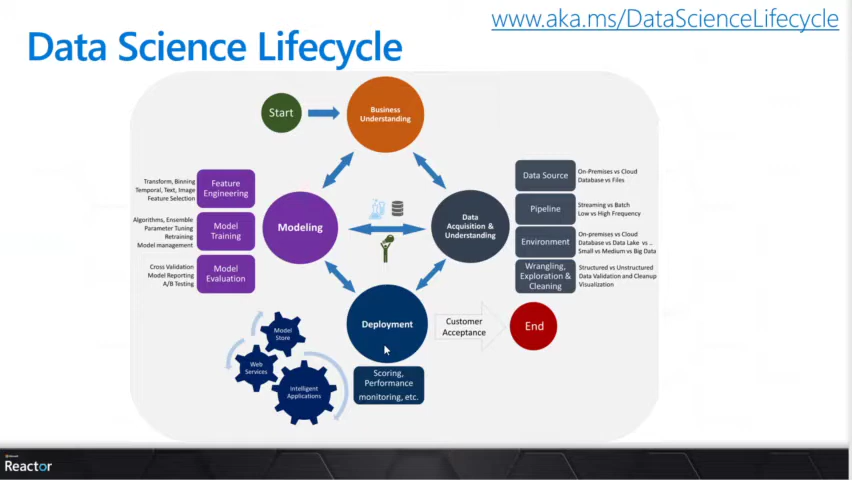 www.aka.ms/DataScienceLifecycle
Data Science Lifecycle
Start
Business
Understanding
Transform, Binning
Temporal, Text, Image
Feature Selection
Feature
Engineering
Algorithms, Ensemble
Parameter Tuning
Retraining
Model management
Model
Training
Cross Validation
Model Reporting
A/B Testing
Model
Evaluation
Modeling
Data
Acquisition &
Understanding
Data Source
On-Premises vs Cloud
Database vs Files
Pipeline
Streaming vs Batch
Low vs High Frequency
Environment
On-premises vs Cloud
Database vs Data Lake vs ..
Small vs Medium vs Big Data
Wrangling,
Exploration &
Cleaning
Structured vs Unstructured
Data Validation and Cleanup
Visualization
Deployment
Customer
Acceptance
End
Model
Store
Web
Services
Intelligent
Applications
Scoring,
Performance
monitoring, etc.
Reactor